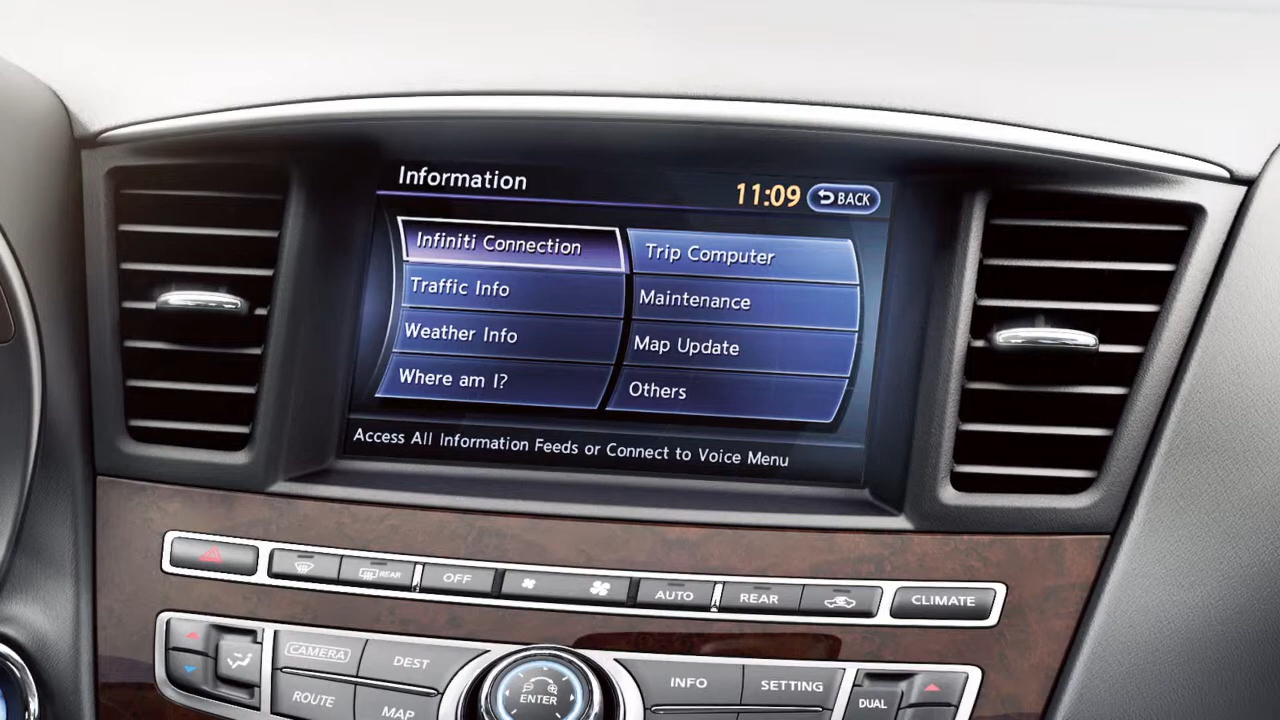 Information
11:09
BACK
Infiniti Connection
Trip Computer
Traffic Info
Maintenance
Weather Info
Map Update
Where am I?
Others
Access All Information Feeds or Connect to Voice Menu
REAR
OFF
AUTO
REAR
CLIMATE
CAMERA
DEST
INFO
SETTING
ROUTE
MAP
ENTER
DUAL